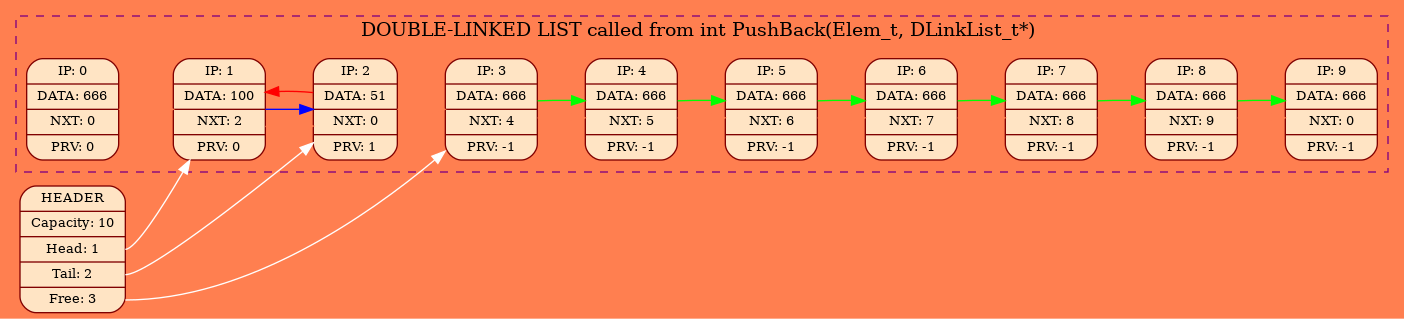 DOUBLE-LINKED LIST called from int PushBack(Elem_t, DLinkList_t*)
IP: 0
DATA: 666
NXT: 0
PRV: 0
IP: 1
DATA: 100
NXT: 2
PRV: 0
IP: 2
DATA: 51
NXT: 0
PRV: 1
IP: 3
DATA: 666
NXT: 4
PRV: -1
IP: 4
DATA: 666
NXT: 5
PRV: -1
IP: 5
DATA: 666
NXT: 6
PRV: -1
IP: 6
DATA: 666
NXT: 7
PRV: -1
IP: 7
DATA: 666
NXT: 8
PRV: -1
IP: 8
DATA: 666
NXT: 9
PRV: -1
IP: 9
DATA: 666
NXT: 0
PRV: -1
HEADER
Capacity: 10
Head: 1
Tail: 2
Free: 3